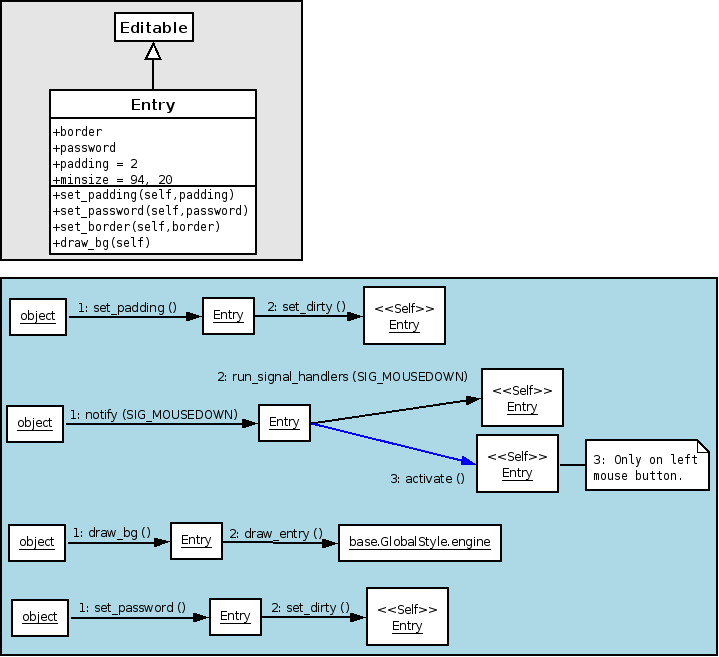 Editable
Entry
+border
+password
+padding = 2
+minsize = 94, 20
+set_padding(self,padding)
+set_password(self,password)
+set_border(self,border)
+draw_bg(self)
object
1: set_padding ()
Entry
2: set_dirty ()
<<Self>>
Entry
object
1: notify (SIG_MOUSEDOWN)
Entry
2: run_signal_handlers (SIG_MOUSEDOWN)
<<Self>>
Entry
3: activate ()
<<Self>>
Entry
3: Only on left
mouse button.
object
1: draw_bg ()
Entry
2: draw_entry ()
base.GlobalStyle.engine
object
1: set_password ()
Entry
2: set_dirty ()
<<Self>>
Entry